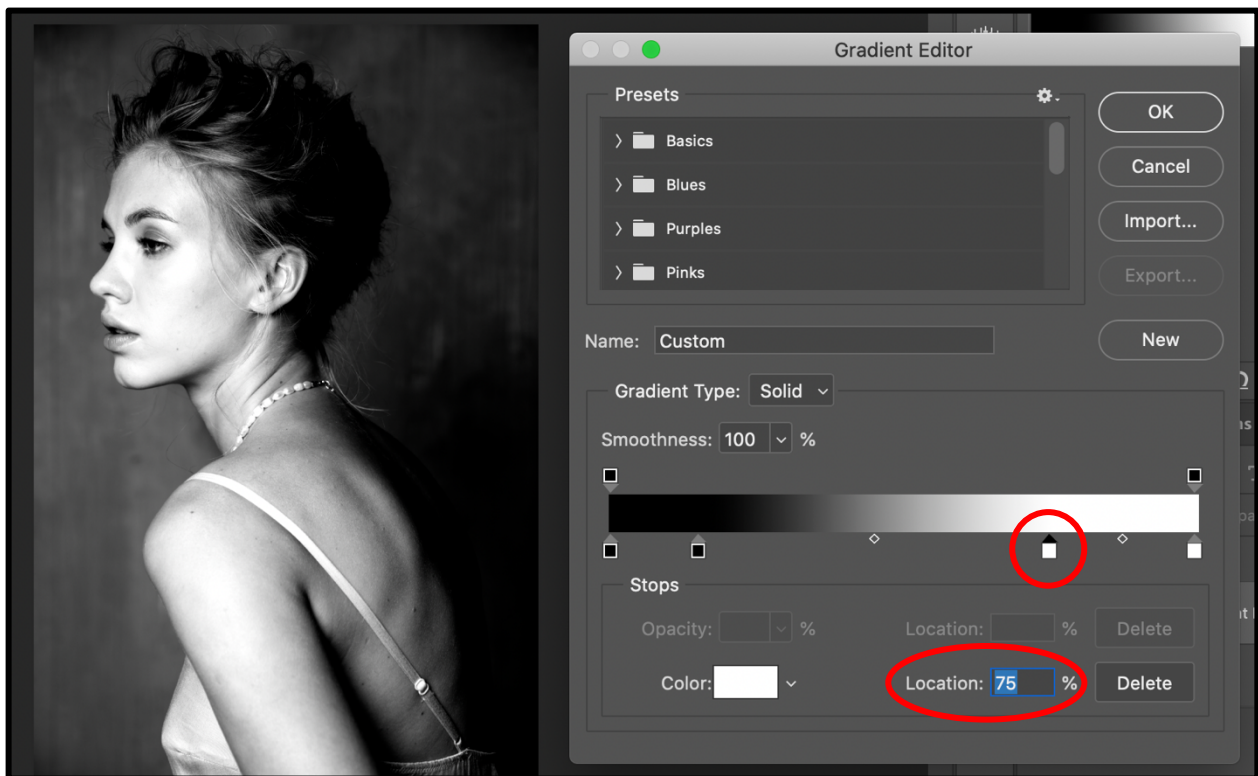 Gradient Editor
Presets
OK
Basics
Cancel
Blues
Import...
Purples
Export...
Pinks
Name: Custom
New
Gradient Type: Solid
Smoothness: 100 %
Stops
Opacity: % Location: % Delete
Color: Location: 75 % Delete